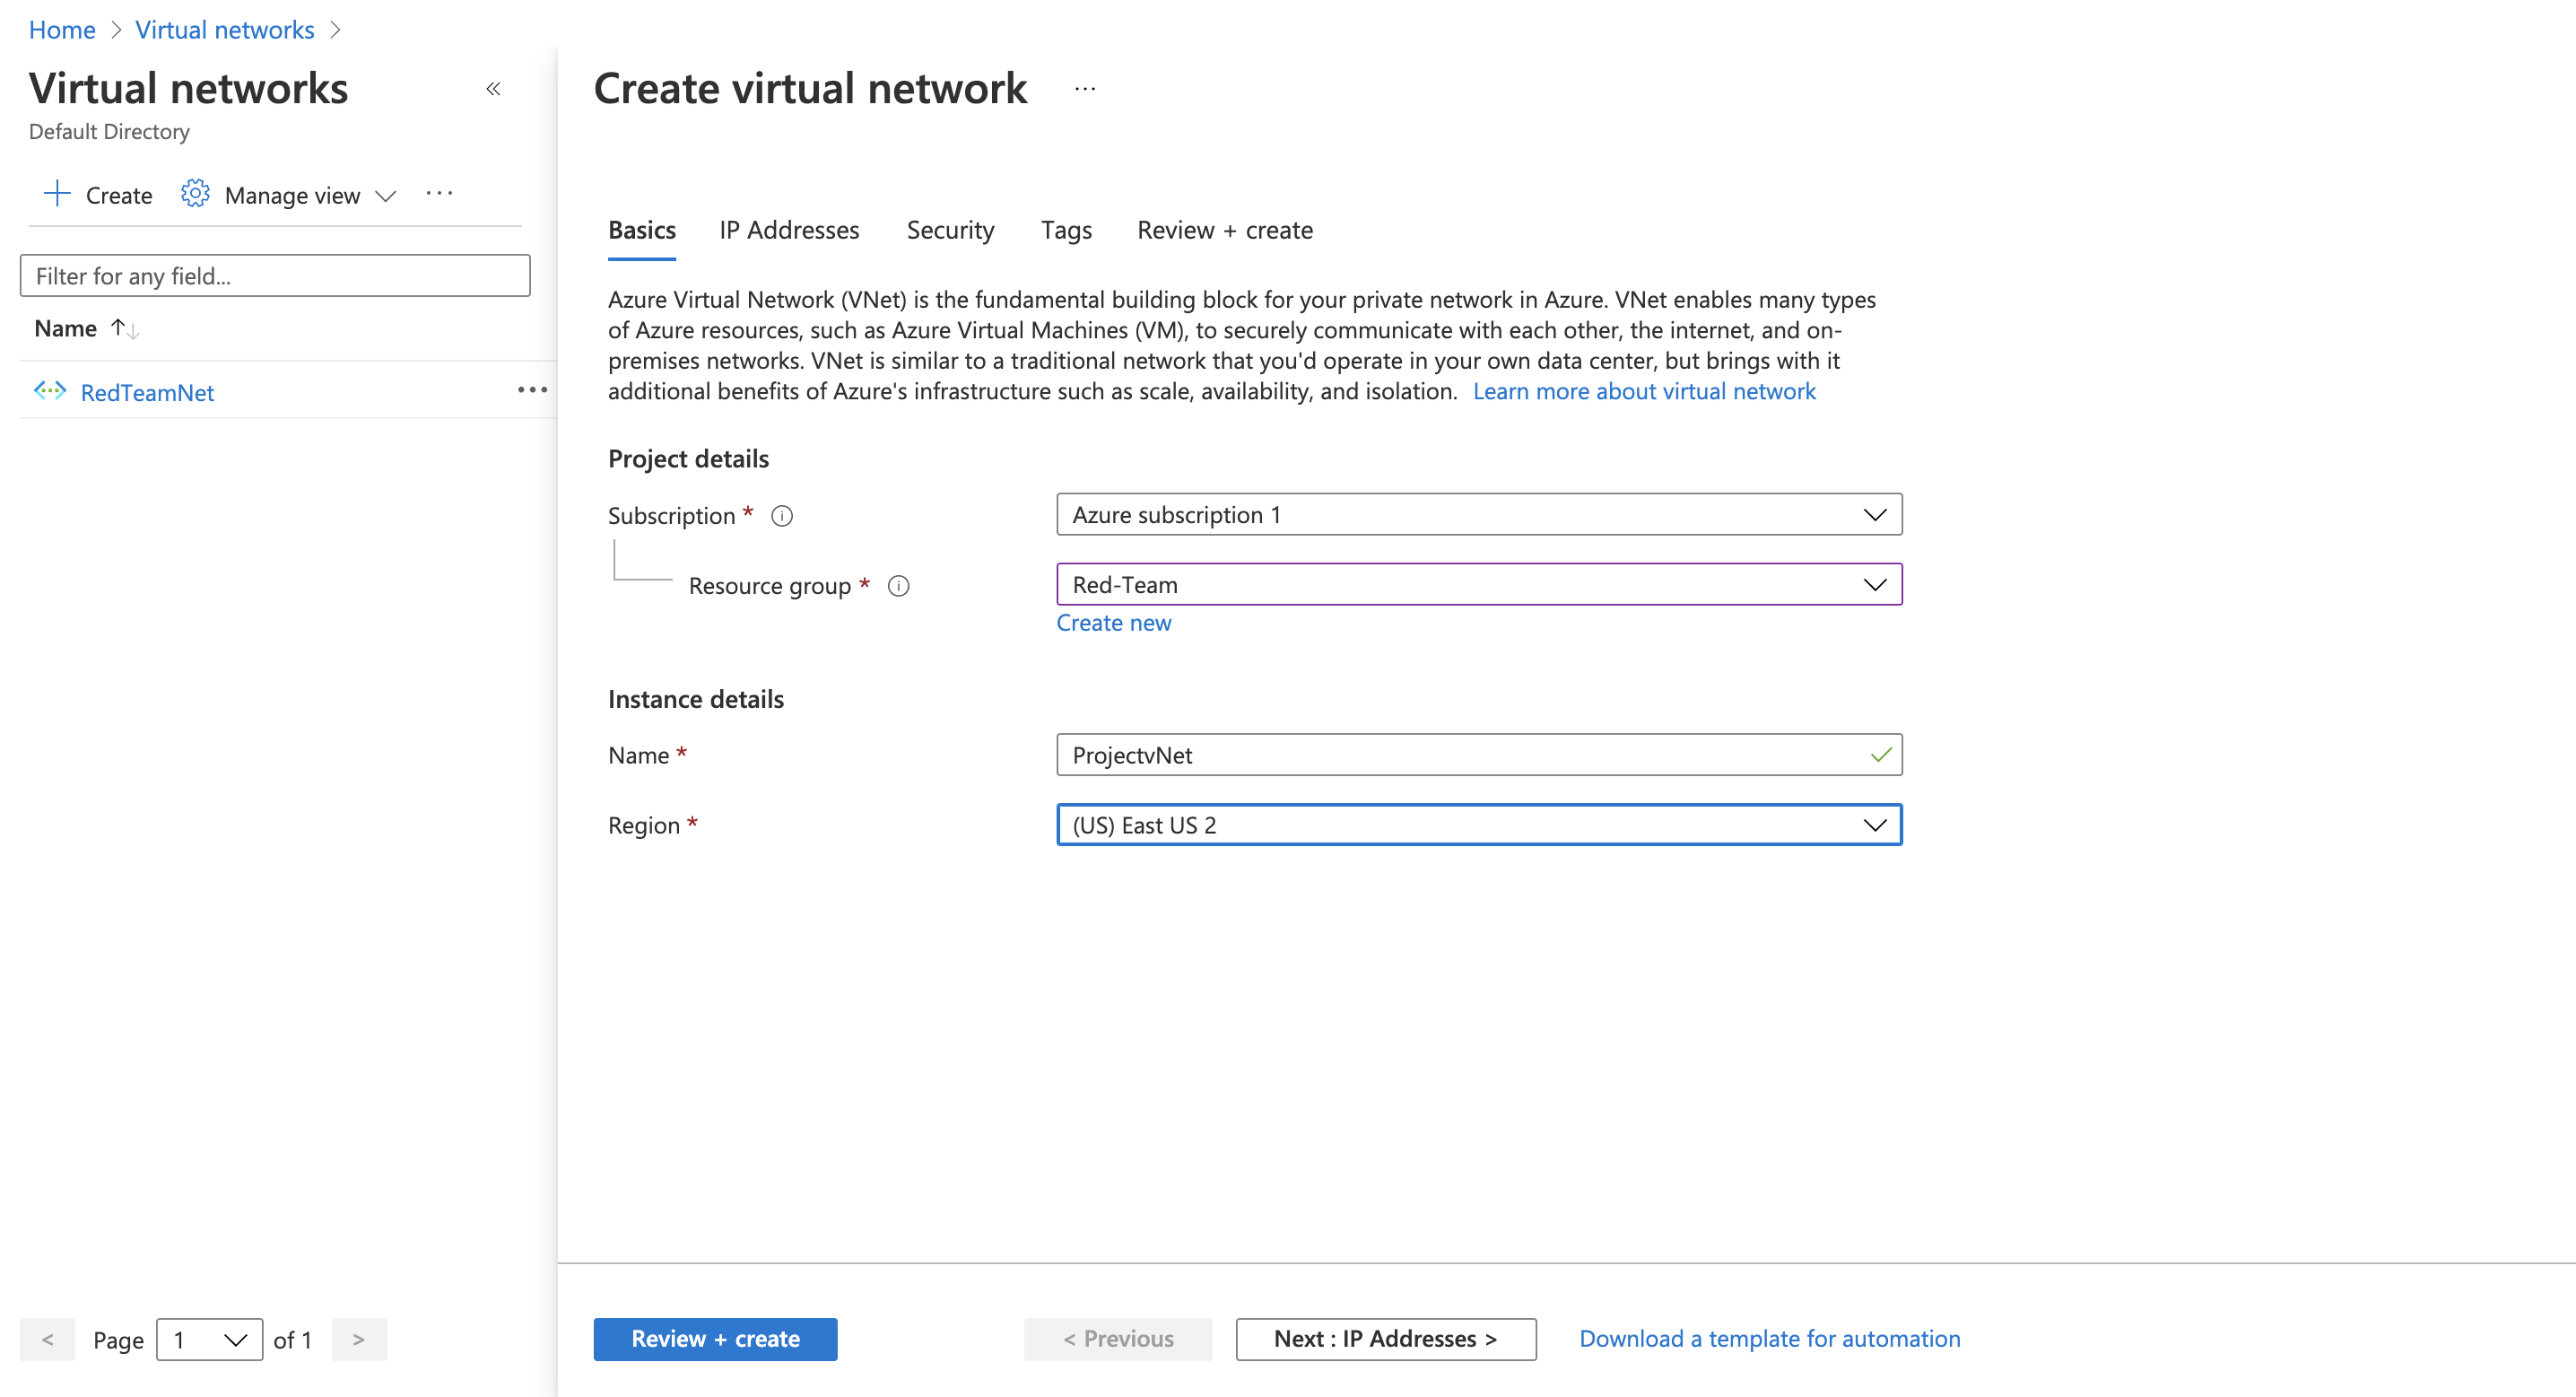 Home > Virtual networks >
Virtual networks «
Default Directory
+ Create Manage view ...
Filter for any field...
Name ↑↓
RedTeamNet ...
< Page 1 of 1 >
Create virtual network ...
Basics IP Addresses Security Tags Review + create
Azure Virtual Network (VNet) is the fundamental building block for your private network in Azure. VNet enables many types
of Azure resources, such as Azure Virtual Machines (VM), to securely communicate with each other, the internet, and on-
premises networks. VNet is similar to a traditional network that you'd operate in your own data center, but brings with it
additional benefits of Azure's infrastructure such as scale, availability, and isolation. Learn more about virtual network
Project details
Subscription * Azure subscription 1
Resource group * Red-Team
Create new
Instance details
Name * ProjectvNet
Region * (US) East US 2
Review + create < Previous Next : IP Addresses > Download a template for automation